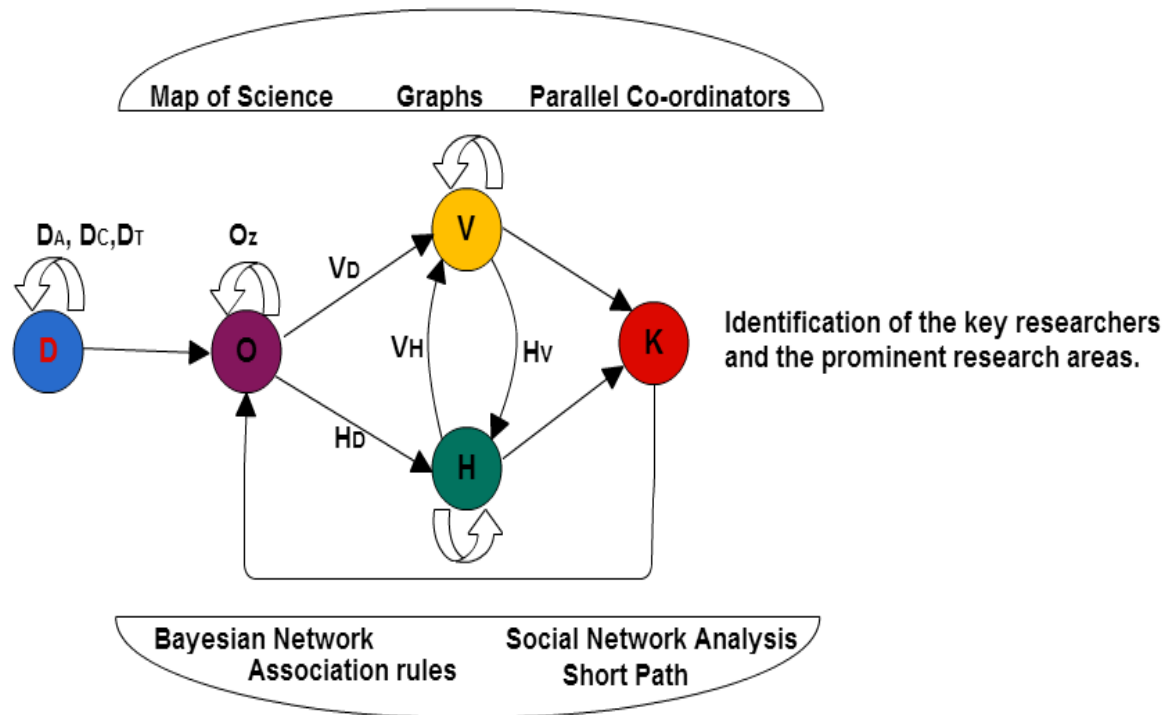 Map of Science Graphs Parallel Co-ordinators
V
DA, DC,DT
Oz
VD
D
O
VH
HV
K
Identification of the key researchers
and the prominent research areas.
HD
H
Bayesian Network Social Network Analysis
Association rules Short Path